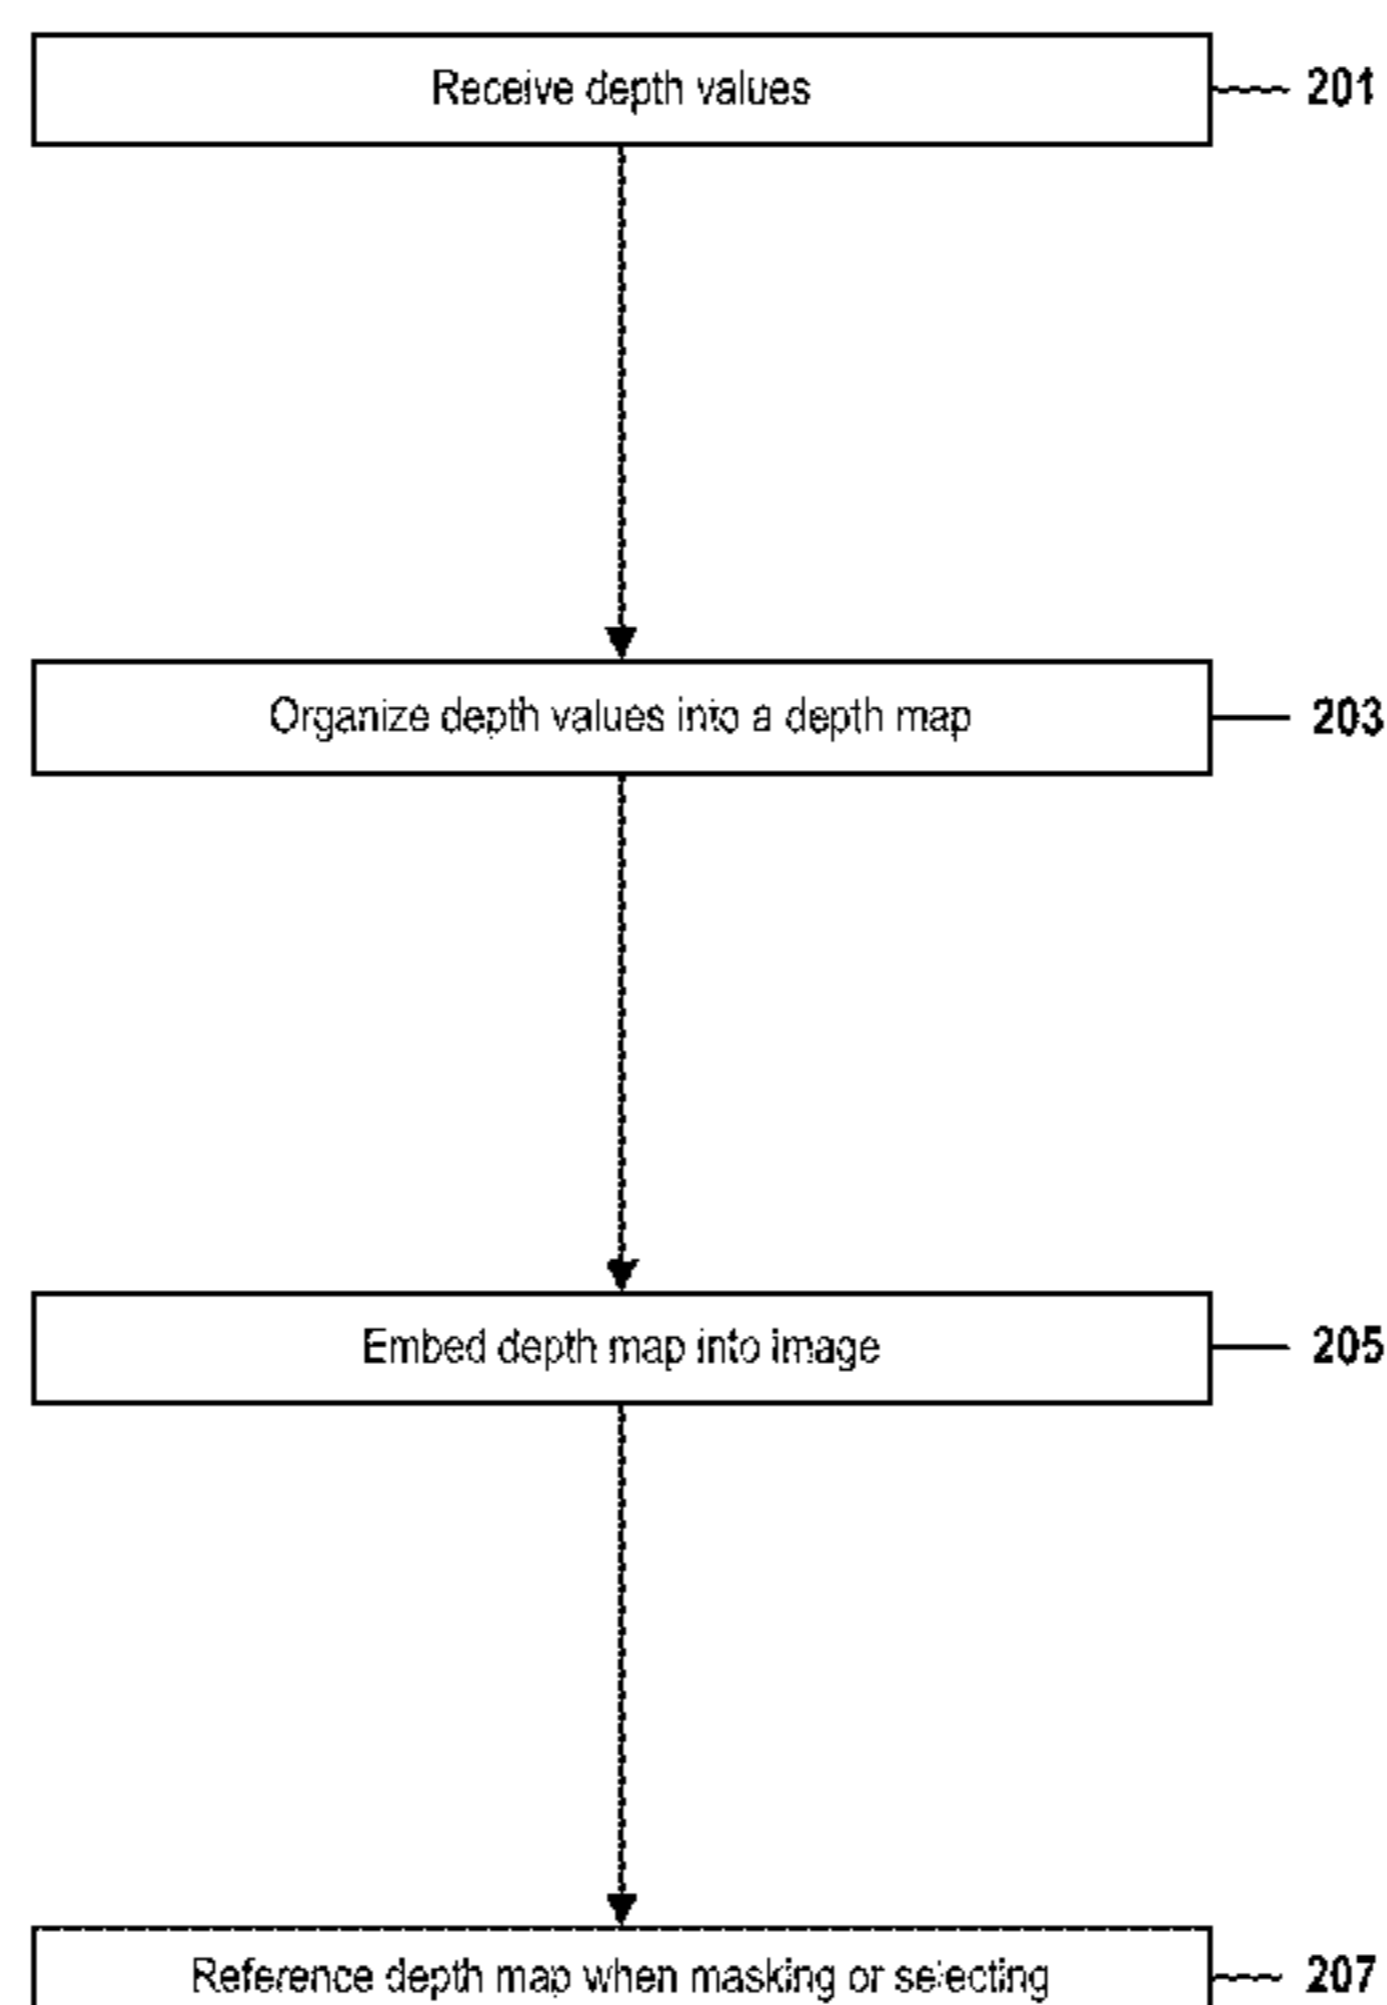 Receive depth values 201
Organize depth values into a depth map 203
Embed depth map into image 205
Reference depth map when masking or selecting 207